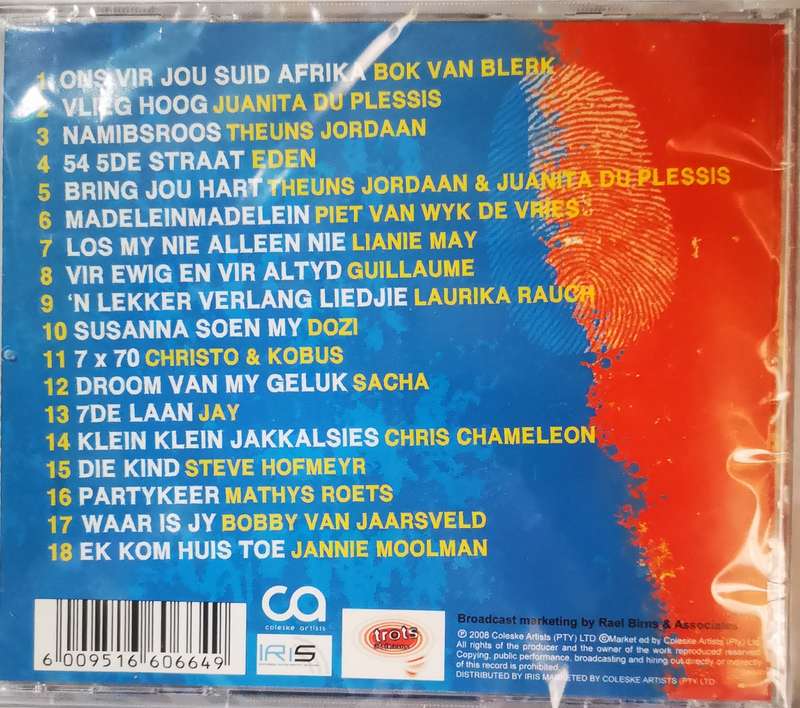 1 ONS VIR JOU SUID AFRIKA BOK VAN BLERK
2 VLIEG HOOG JUANITA DU PLESSIS
3 NAMIBSROOS THEUNS JORDAAN
4 54 5DE STRAAT EDEN
5 BRING JOU HART THEUNS JORDAAN & JUANITA DU PLESSIS
6 MADELEINMADELEIN PIET VAN WYK DE VRIES
7 LOS MY NIE ALLEEN NIE LIANIE MAY
8 VIR EWIG EN VIR ALTYD GUILLAUME
9 'N LEKKER VERLANG LIEDJIE LAURIKA RAUCH
10 SUSANNA SOEN MY DOZI
11 7 x 70 CHRISTO & KOBUS
12 DROOM VAN MY GELUK SACHA
13 7DE LAAN JAY
14 KLEIN KLEIN JAKKALSIES CHRIS CHAMELEON
15 DIE KIND STEVE HOFMEYR
16 PARTYKEER MATHYS ROETS
17 WAAR IS JY BOBBY VAN JAARSVELD
18 EK KOM HUIS TOE JANNIE MOOLMAN
6 009516 606649
ca
coleske artists
IRIS
trots
Broadcast marketing by Rael Birns & Associates
℗ 2008 Coleske Artists (PTY) LTD ©Market ed by Coleske Artists (Pty) Ltd
All rights of the producer and the owner of the work reproduced reserved.
Copying, public performance, broadcasting and hiring out directly or indirectly
of this record is prohibited.
DISTRIBUTED BY IRIS MARKETED BY COLESKE ARTISTS (PTY) LTD